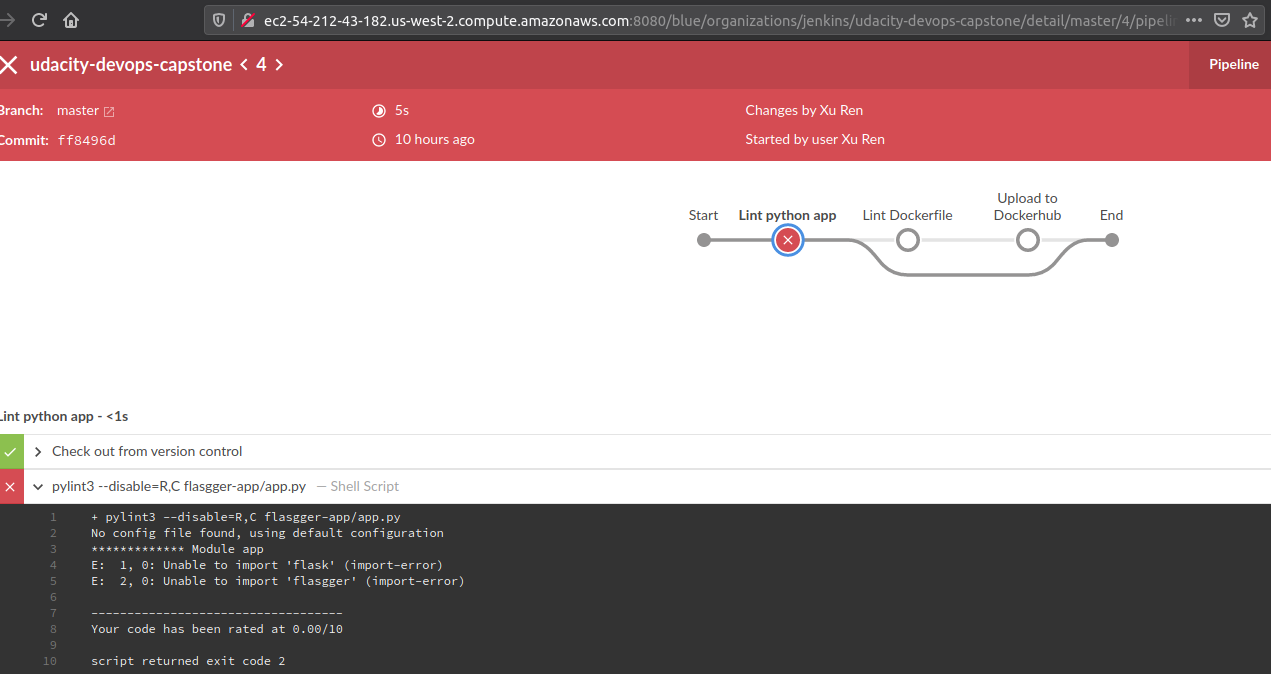 ec2-54-212-43-182.us-west-2.compute.amazonaws.com:8080/blue/organizations/jenkins/udacity-devops-capstone/detail/master/4/pipeli
udacity-devops-capstone < 4 >
Pipeline
Branch: master
5s
Changes by Xu Ren
Commit: ff8496d
10 hours ago
Started by user Xu Ren
Start
Lint python app
Lint Dockerfile
Upload to
Dockerhub
End
Lint python app - <1s
Check out from version control
pylint3 --disable=R,C flasgger-app/app.py — Shell Script
1 + pylint3 --disable=R,C flasgger-app/app.py
2 No config file found, using default configuration
3 ************* Module app
4 E:  1, 0: Unable to import 'flask' (import-error)
5 E:  2, 0: Unable to import 'flasgger' (import-error)
6
7 -----------------------------------
8 Your code has been rated at 0.00/10
9
10 script returned exit code 2